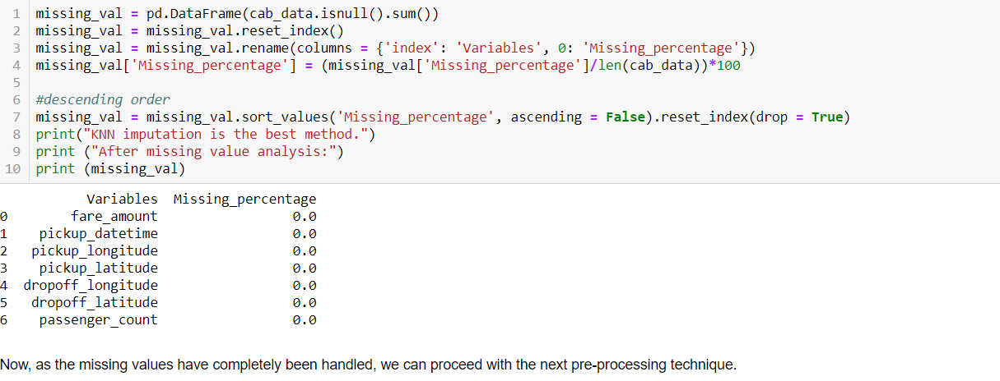 1 missing_val = pd.DataFrame(cab_data.isnull().sum())
2 missing_val = missing_val.reset_index()
3 missing_val = missing_val.rename(columns = {'index': 'Variables', 0: 'Missing_percentage'})
4 missing_val['Missing_percentage'] = (missing_val['Missing_percentage']/len(cab_data))*100
5
6 #descending order
7 missing_val = missing_val.sort_values('Missing_percentage', ascending = False).reset_index(drop = True)
8 print("KNN imputation is the best method.")
9 print ("After missing value analysis:")
10 print (missing_val)
Variables Missing_percentage
0 fare_amount 0.0
1 pickup_datetime 0.0
2 pickup_longitude 0.0
3 pickup_latitude 0.0
4 dropoff_longitude 0.0
5 dropoff_latitude 0.0
6 passenger_count 0.0
Now, as the missing values have completely been handled, we can proceed with the next pre-processing technique.